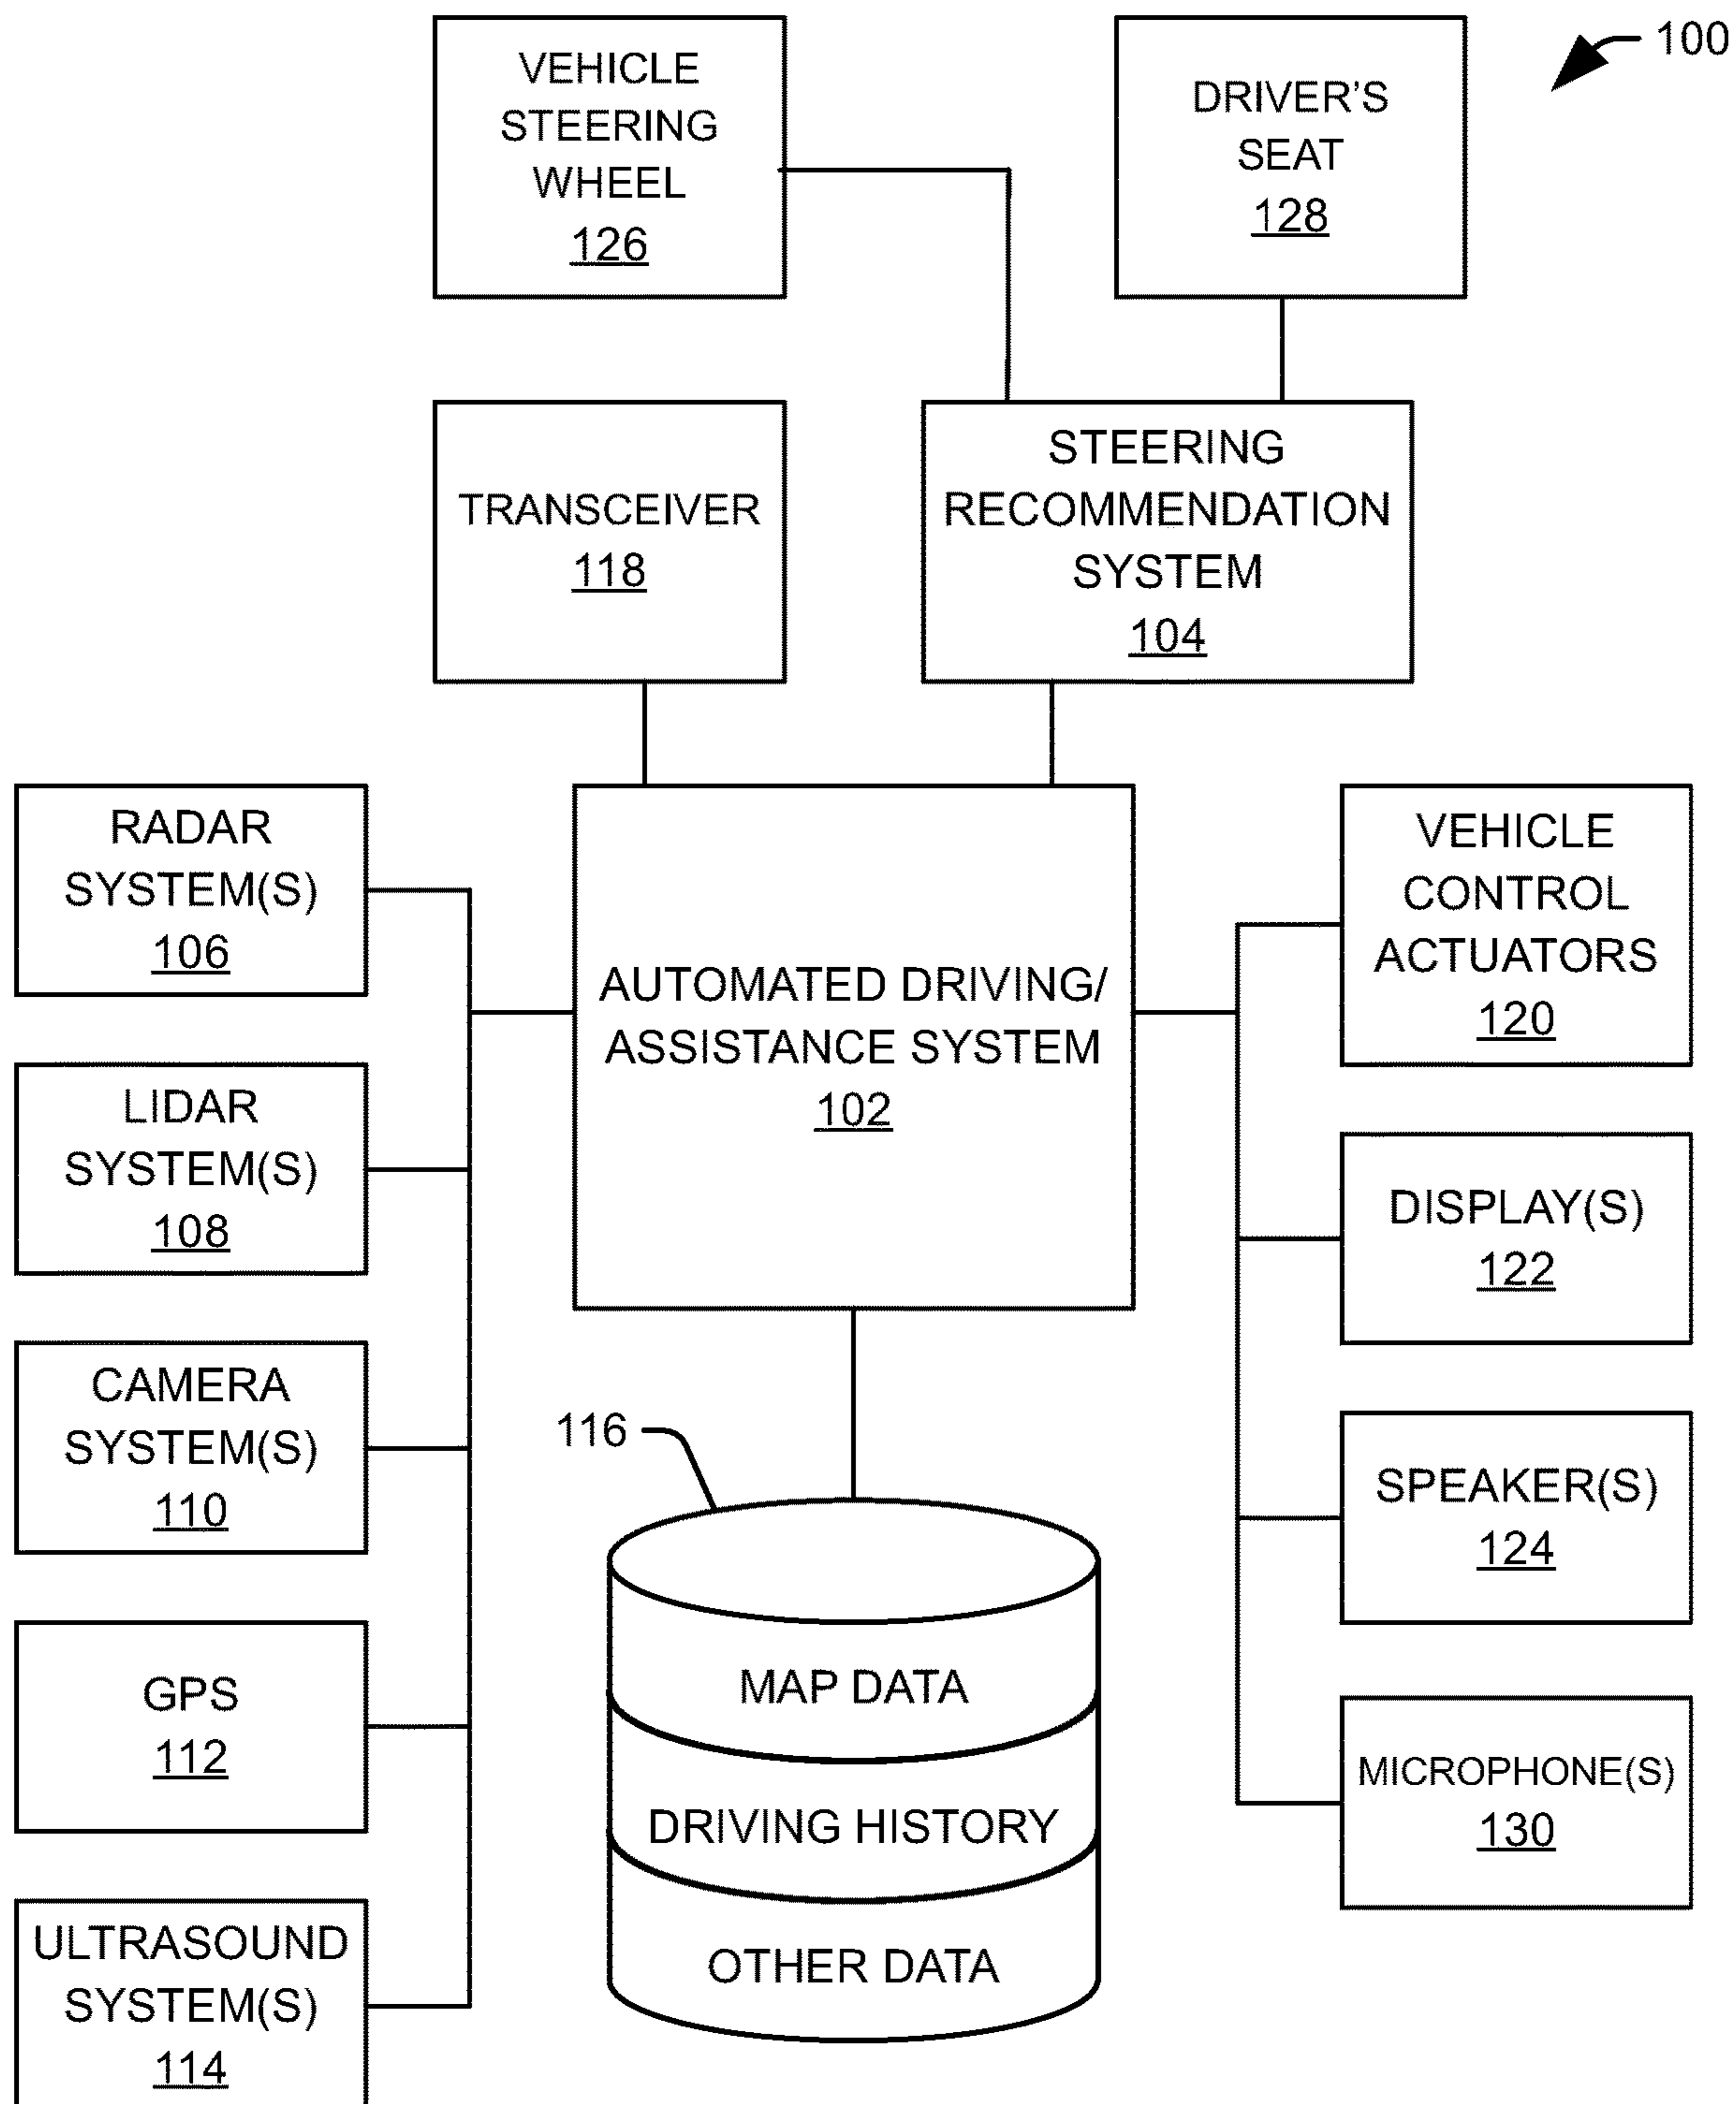 100
VEHICLE
STEERING
WHEEL
126
DRIVER'S
SEAT
128
TRANSCEIVER
118
STEERING
RECOMMENDATION
SYSTEM
104
RADAR
SYSTEM(S)
106
LIDAR
SYSTEM(S)
108
CAMERA
SYSTEM(S)
110
GPS
112
ULTRASOUND
SYSTEM(S)
114
AUTOMATED DRIVING/
ASSISTANCE SYSTEM
102
116
MAP DATA
DRIVING HISTORY
OTHER DATA
VEHICLE
CONTROL
ACTUATORS
120
DISPLAY(S)
122
SPEAKER(S)
124
MICROPHONE(S)
130